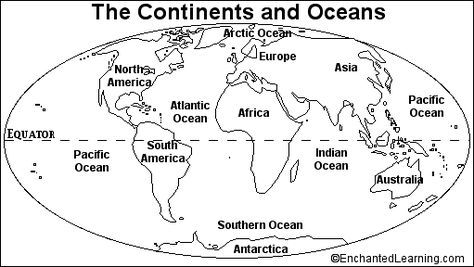 The Continents and Oceans
Arctic Ocean
Europe
North
America
Asia
Atlantic
Ocean
Africa
Pacific
Ocean
EQUATOR
Pacific
Ocean
South
America
Indian
Ocean
Australia
Southern Ocean
Antarctica
©EnchantedLearning.com